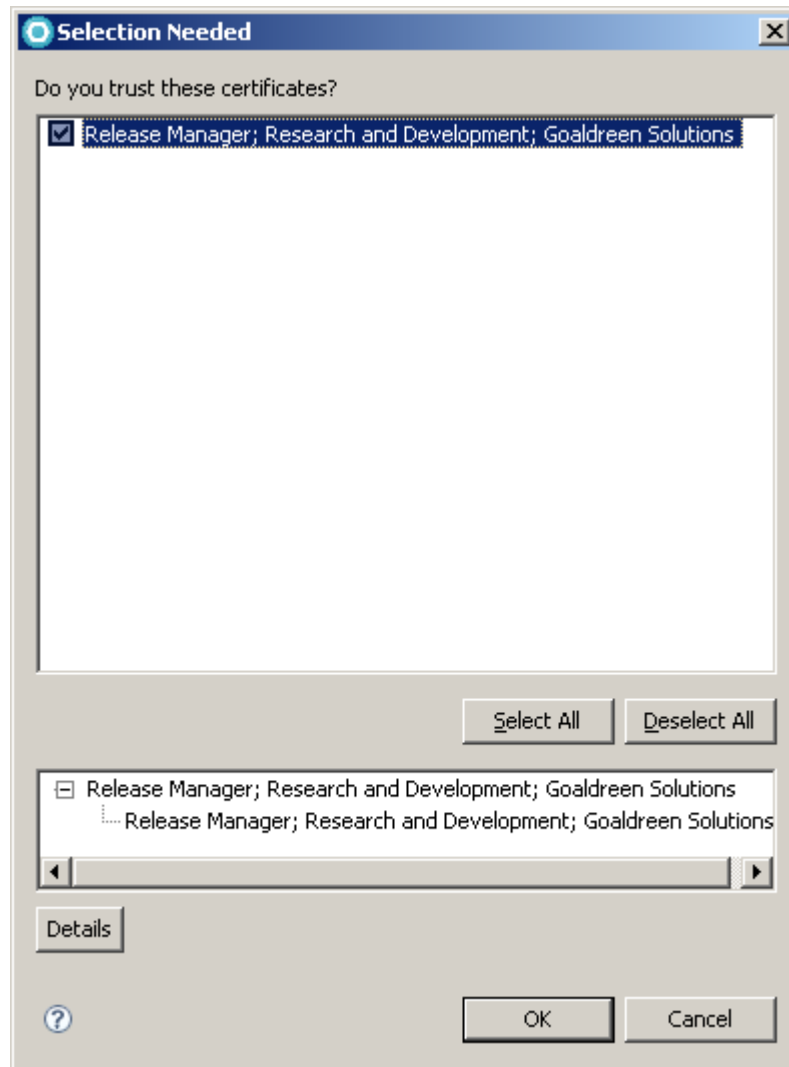 Selection Needed
Do you trust these certificates?
Release Manager; Research and Development; Goaldreen Solutions
Select All
Deselect All
Release Manager; Research and Development; Goaldreen Solutions
Release Manager; Research and Development; Goaldreen Solutions
Details
?
OK
Cancel